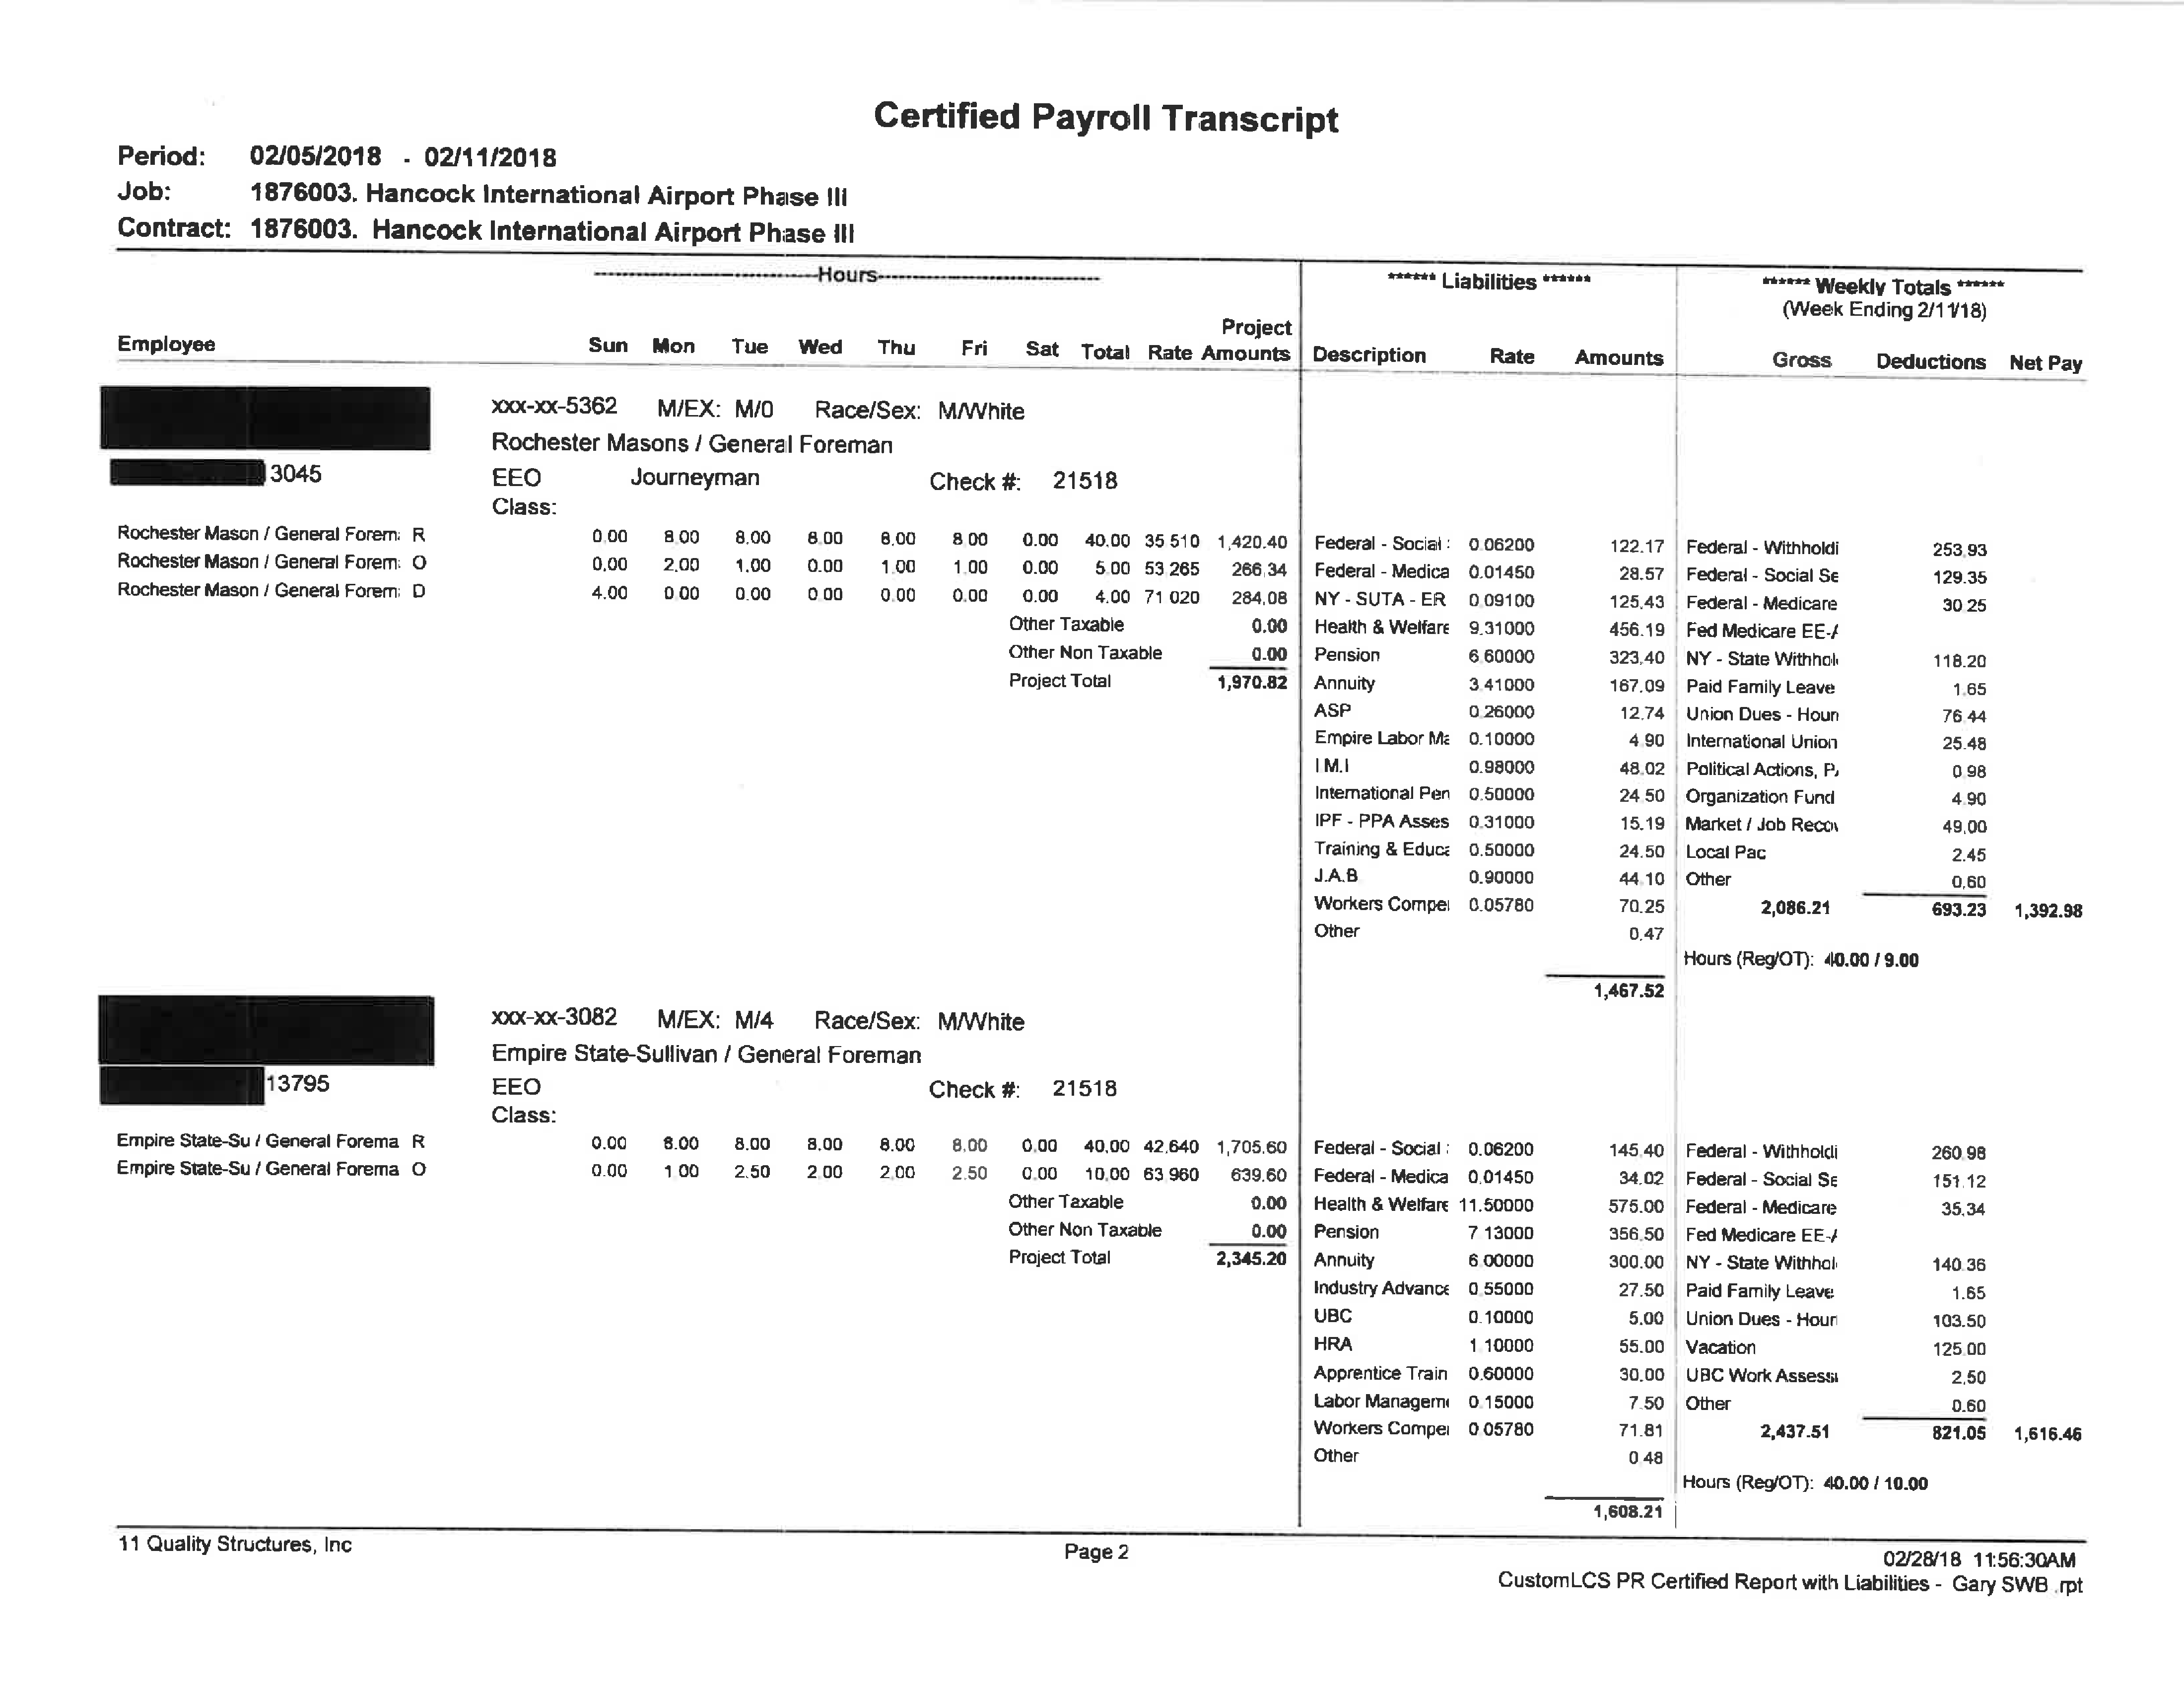 Certified Payroll Transcript
Period: 02/05/2018 - 02/11/2018
Job: 1876003. Hancock International Airport Phase III
Contract: 1876003. Hancock International Airport Phase III
Hours ****** Liabilities ****** ****** Weekly Totals ******
(Week Ending 2/11/18)
Project
Employee Sun Mon Tue Wed Thu Fri Sat Total Rate Amounts Description Rate Amounts Gross Deductions Net Pay
xxx-xx-5362 M/EX: M/0 Race/Sex: M/White
Rochester Masons / General Foreman
3045 EEO Journeyman Check #: 21518
Class:
Rochester Mason / General Forem: R 0.00 8.00 8.00 8.00 8.00 8.00 0.00 40.00 35 510 1,420.40 Federal - Social : 0.06200 122.17 Federal - Withholdi 253.93
Rochester Mason / General Forem: O 0.00 2.00 1.00 0.00 1.00 1.00 0.00 5.00 53 265 266.34 Federal - Medica 0.01450 28.57 Federal - Social Se 129.35
Rochester Mason / General Forem: D 4.00 0.00 0.00 0.00 0.00 0.00 0.00 4.00 71 020 284.08 NY - SUTA - ER 0.09100 125.43 Federal - Medicare 30.25
Other Taxable 0.00 Health & Welfare 9.31000 456.19 Fed Medicare EE-A
Other Non Taxable 0.00 Pension 6.60000 323.40 NY - State Withhol 118.20
Project Total 1,970.82 Annuity 3.41000 167.09 Paid Family Leave 1.65
ASP 0.26000 12.74 Union Dues - Hour 76.44
Empire Labor Ma 0.10000 4.90 International Union 25.48
I M.I 0.98000 48.02 Political Actions, P. 0.98
International Pen 0.50000 24.50 Organization Fund 4.90
IPF - PPA Asses 0.31000 15.19 Market / Job Recov 49.00
Training & Educa 0.50000 24.50 Local Pac 2.45
J.A.B 0.90000 44.10 Other 0.60
Workers Compe 0.05780 70.25 2,086.21 693.23 1,392.98
Other 0.47
Hours (Reg/OT): 40.00 / 9.00
1,467.52
xxx-xx-3082 M/EX: M/4 Race/Sex: M/White
Empire State-Sullivan / General Foreman
13795 EEO Check #: 21518
Class:
Empire State-Su / General Forema R 0.00 8.00 8.00 8.00 8.00 8.00 0.00 40.00 42.640 1,705.60 Federal - Social : 0.06200 145.40 Federal - Withholdi 260.98
Empire State-Su / General Forema O 0.00 1.00 2.50 2.00 2.00 2.50 0.00 10.00 63 960 639.60 Federal - Medica 0.01450 34.02 Federal - Social Se 151.12
Other Taxable 0.00 Health & Welfare 11.50000 575.00 Federal - Medicare 35.34
Other Non Taxable 0.00 Pension 7 13000 356.50 Fed Medicare EE-A
Project Total 2,345.20 Annuity 6.00000 300.00 NY - State Withhol 140.36
Industry Advance 0.55000 27.50 Paid Family Leave 1.65
UBC 0.10000 5.00 Union Dues - Hour 103.50
HRA 1.10000 55.00 Vacation 125.00
Apprentice Train 0.60000 30.00 UBC Work Assess 2.50
Labor Managem 0.15000 7.50 Other 0.60
Workers Compe 0.05780 71.81 2,437.51 821.05 1,616.46
Other 0.48
Hours (Reg/OT): 40.00 / 10.00
1,608.21
11 Quality Structures, Inc Page 2 02/28/18 11:56:30AM
CustomLCS PR Certified Report with Liabilities - Gary SWB .rpt